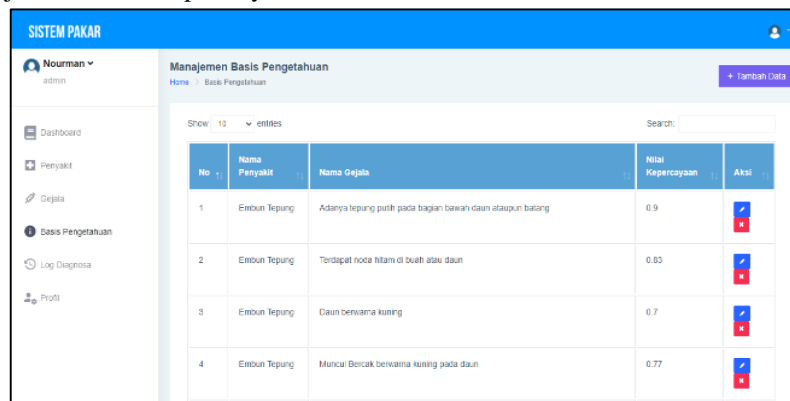 SISTEM PAKAR
Nourman
admin
Dashboard
Penyakit
Gejala
Basis Pengetahuan
Log Diagnosa
Profil
Manajemen Basis Pengetahuan
Home > Basis Pengetahuan
+ Tambah Data
Show 10 entries
Search:
No Nama Penyakit Nama Gejala Nilai Kepercayaan Aksi
1 Embun Tepung Adanya tepung putih pada bagian bawah daun ataupun batang 0.9
2 Embun Tepung Terdapat noda hitam di buah atau daun 0.83
3 Embun Tepung Daun berwarna kuning 0.7
4 Embun Tepung Muncul Bercak berwarna kuning pada daun 0.77